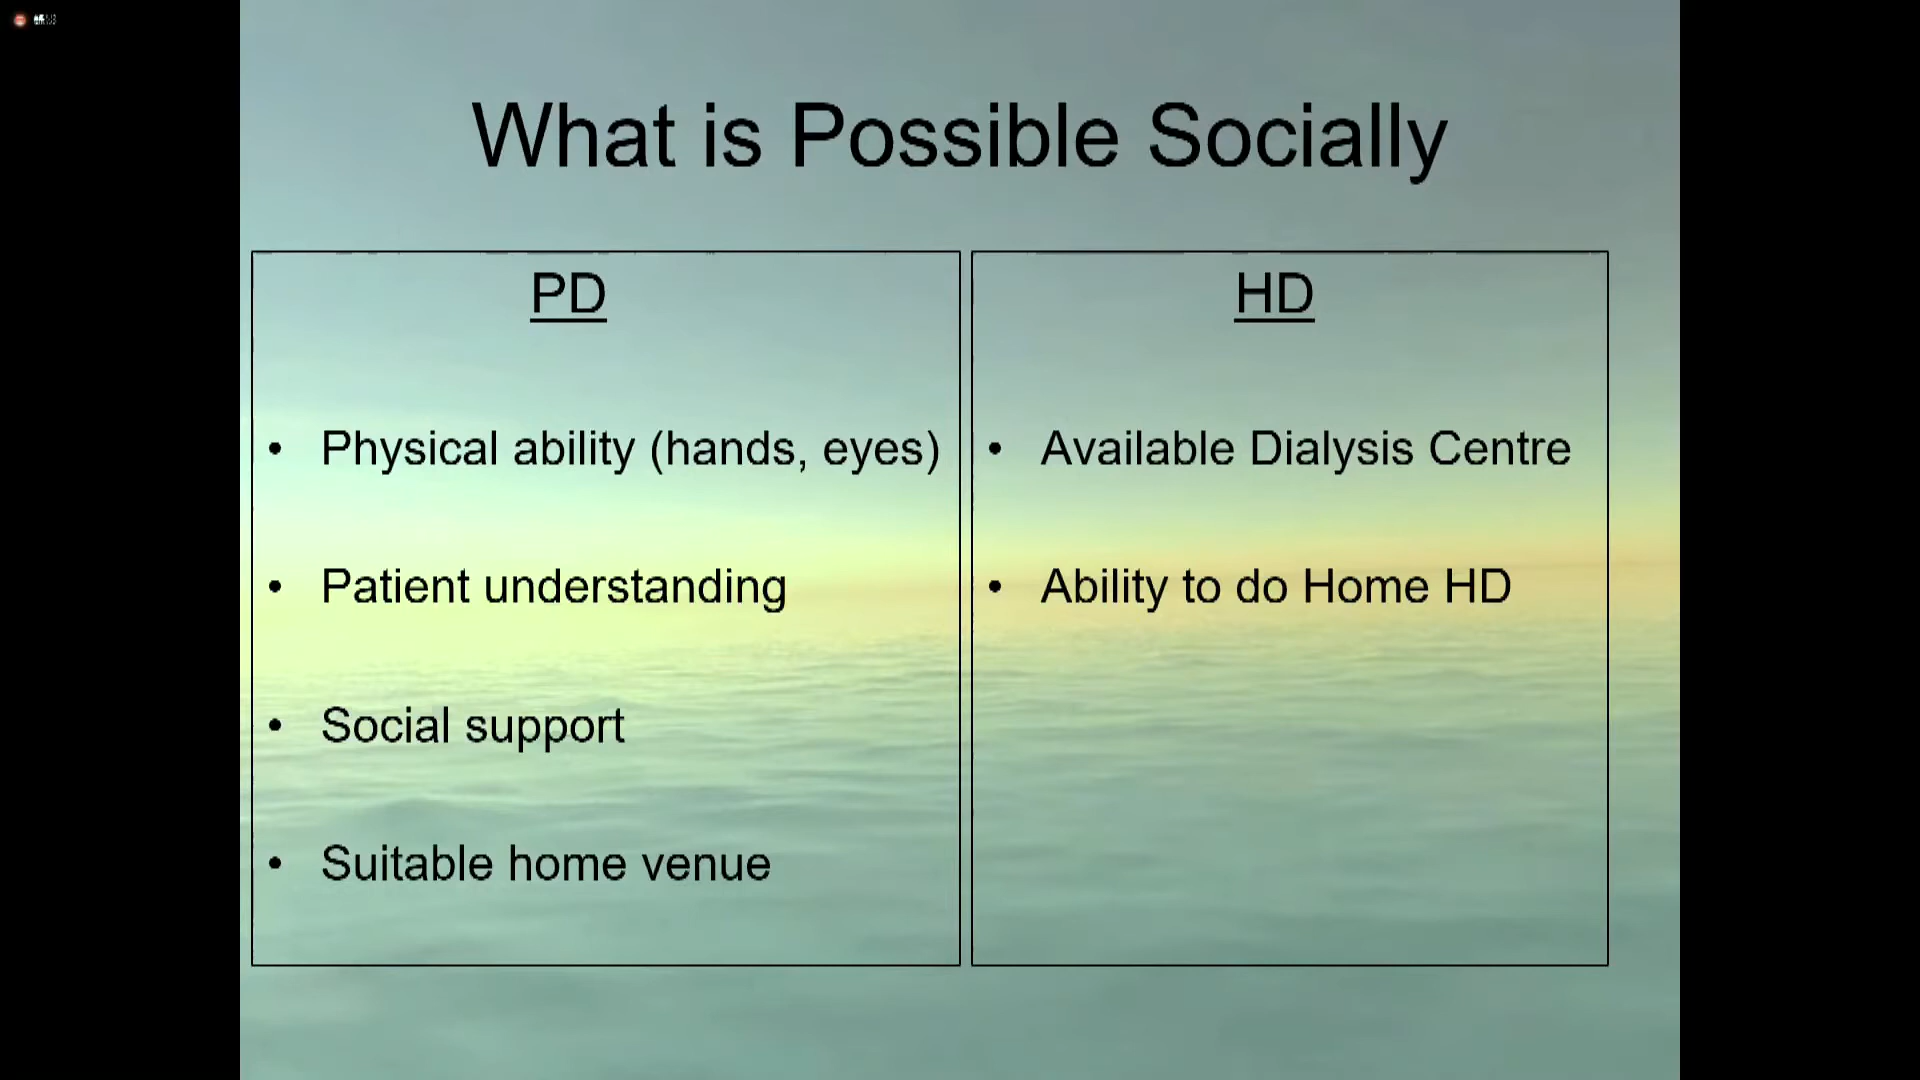 What is Possible Socially
PD
• Physical ability (hands, eyes)
• Patient understanding
• Social support
• Suitable home venue
HD
• Available Dialysis Centre
• Ability to do Home HD